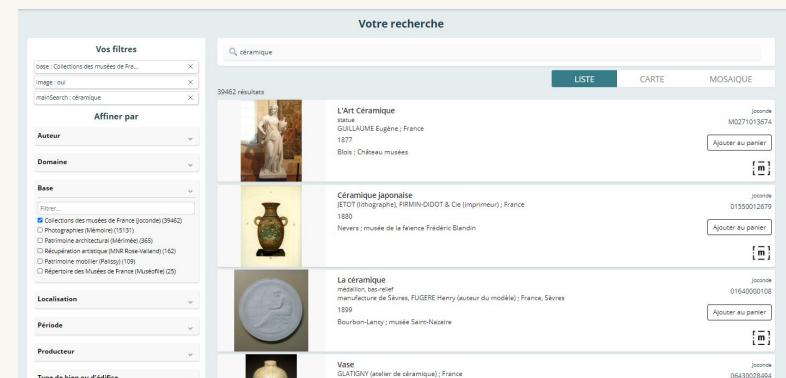 Votre recherche
Vos filtres
base : Collections des musées de Fra...
image : oui
mainSearch : céramique
Affiner par
Auteur
Domaine
Base
Filtrer...
Collections des musées de France (Joconde) (39462)
Photographies (Mémoire) (15131)
Patrimoine architectural (Mérimée) (365)
Récupération artistique (MNR Rose-Valland) (162)
Patrimoine mobilier (Palissy) (109)
Répertoire des Musées de France (Muséofile) (25)
Localisation
Période
Producteur
Type de bien ou d'édifice
céramique
LISTE CARTE MOSAIQUE
39462 résultats
L'Art Céramique
statue
GUILLAUME Eugène ; France
1877
Blois ; Château musées
Joconde
M0271013674
Ajouter au panier
[m]
Céramique japonaise
JETOT (lithographe), FIRMIN-DIDOT & Cie (imprimeur) ; France
1880
Nevers ; musée de la faïence Frédéric Blandin
Joconde
01550012679
Ajouter au panier
[m]
La céramique
médaillon, bas-relief
manufacture de Sèvres, FUGERE Henry (auteur du modèle) ; France, Sèvres
1899
Bourbon-Lancy ; musée Saint-Nazaire
Joconde
01640000108
Ajouter au panier
[m]
Vase
GLATIGNY (atelier de céramique) ; France
Joconde
06430028494